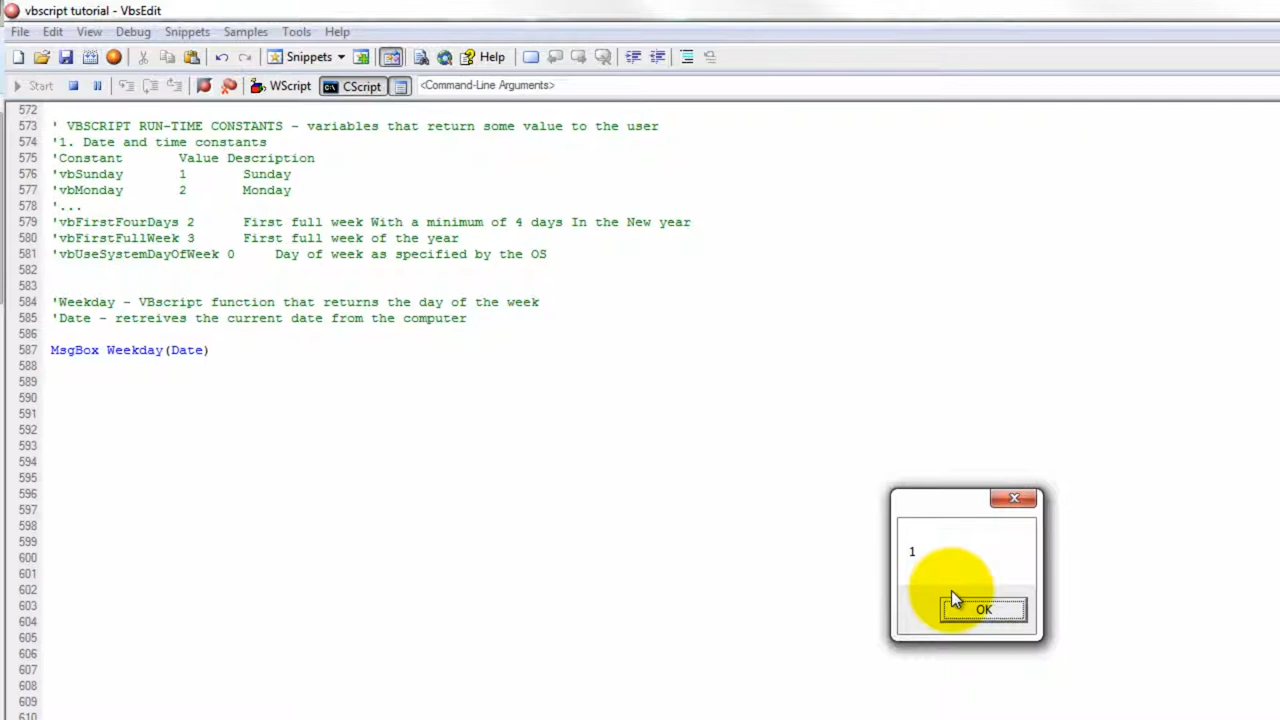 vbscript tutorial - VbsEdit
File Edit View Debug Snippets Samples Tools Help
Snippets Help
Start WScript CScript <Command-Line Arguments>
572
573 ' VBSCRIPT RUN-TIME CONSTANTS - variables that return some value to the user
574 '1. Date and time constants
575 'Constant Value Description
576 'vbSunday 1 Sunday
577 'vbMonday 2 Monday
578 '...
579 'vbFirstFourDays 2 First full week With a minimum of 4 days In the New year
580 'vbFirstFullWeek 3 First full week of the year
581 'vbUseSystemDayOfWeek 0 Day of week as specified by the OS
582
583
584 'Weekday - VBscript function that returns the day of the week
585 'Date - retreives the current date from the computer
586
587 MsgBox Weekday(Date)
588
589
590
591
592
593
594
595
596
597
598
599
600
601
602
603
604
605
606
607
608
609
610
1
OK